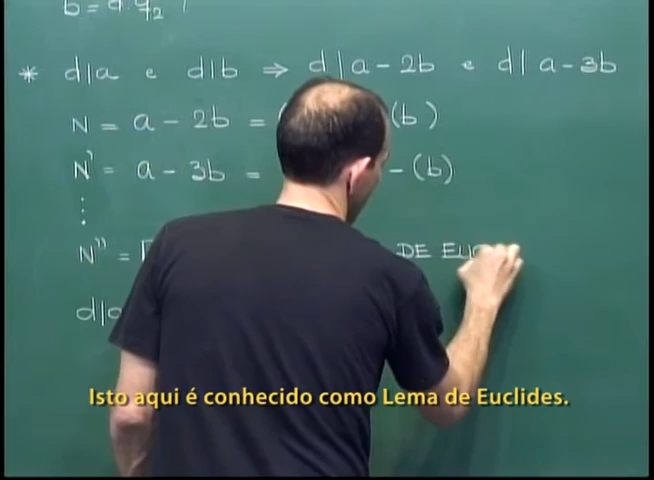 b = d.q2
* d|a e d|b ⇒ d|a - 2b e d|a - 3b
N = a - 2b = (b)
N' = a - 3b = - (b)
⋮
N'' = DE
d|
Isto aqui é conhecido como Lema de Euclides.